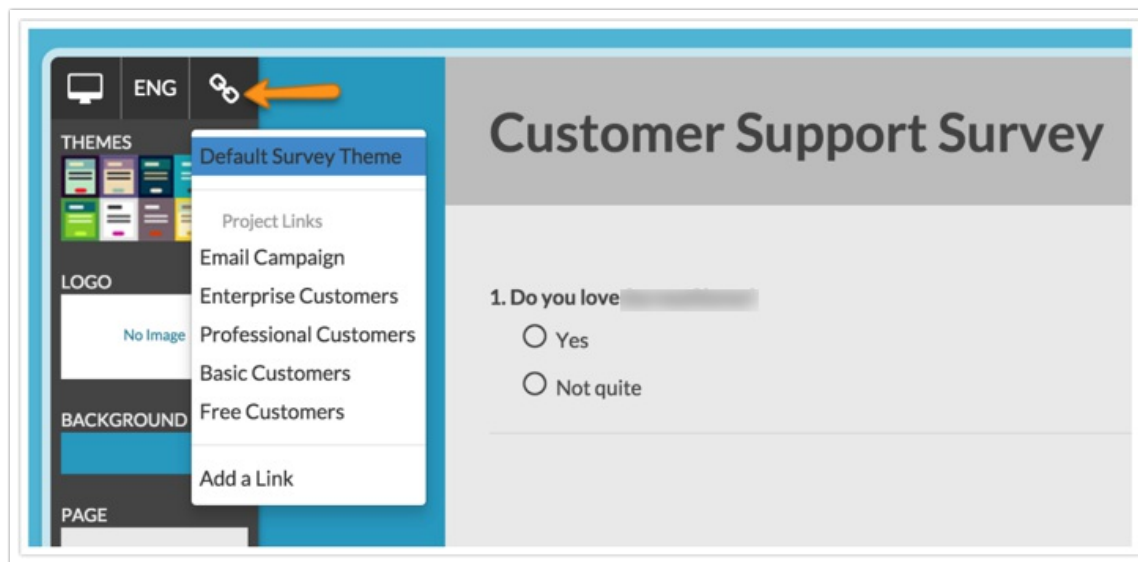 ENG
THEMES
Default Survey Theme
Project Links
Email Campaign
Enterprise Customers
Professional Customers
Basic Customers
Free Customers
Add a Link
LOGO
No Image
BACKGROUND
PAGE
Customer Support Survey
1. Do you love
Yes
Not quite